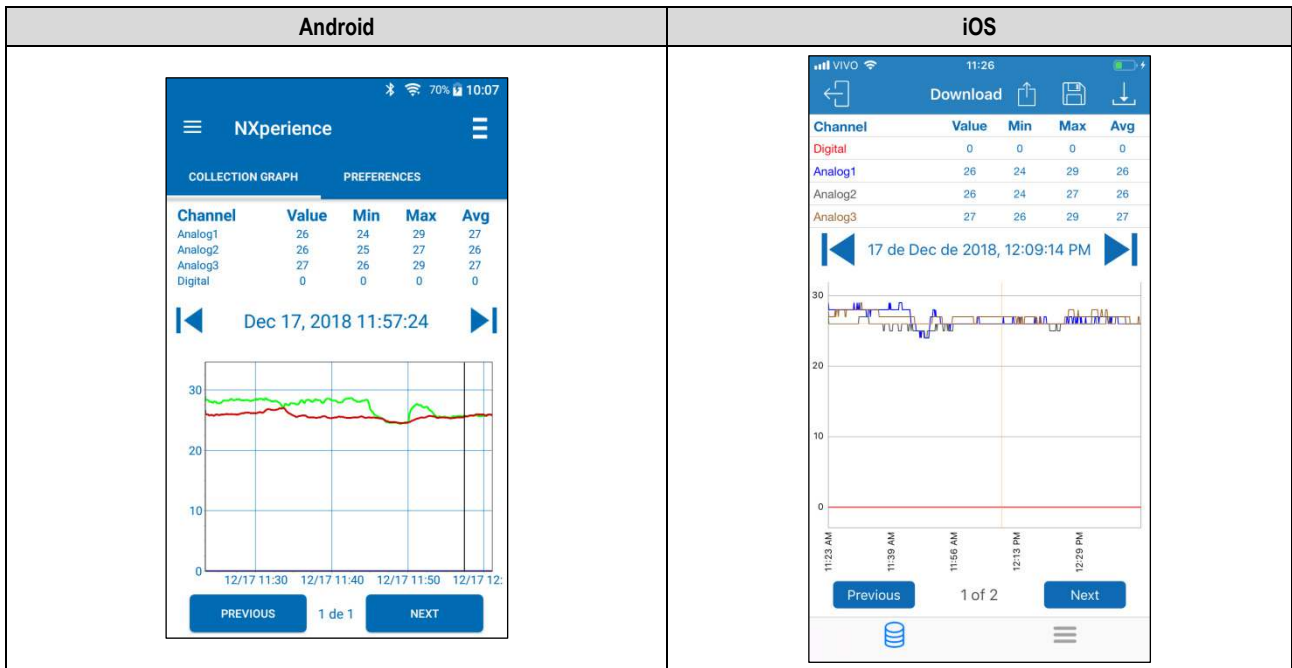 Android
iOS
70% 10:07
NXperience
COLLECTION GRAPH PREFERENCES
Channel Value Min Max Avg
Analog1 26 24 29 27
Analog2 26 25 27 26
Analog3 27 26 29 27
Digital 0 0 0 0
Dec 17, 2018 11:57:24
30
20
10
0
12/17 11:30 12/17 11:40 12/17 11:50 12/17 12:
PREVIOUS 1 de 1 NEXT
VIVO 11:26
Download
Channel Value Min Max Avg
Digital 0 0 0 0
Analog1 26 24 29 26
Analog2 26 24 27 26
Analog3 27 26 29 27
17 de Dec de 2018, 12:09:14 PM
30
20
10
0
11:23 AM 11:39 AM 11:56 AM 12:13 PM 12:29 PM
Previous 1 of 2 Next